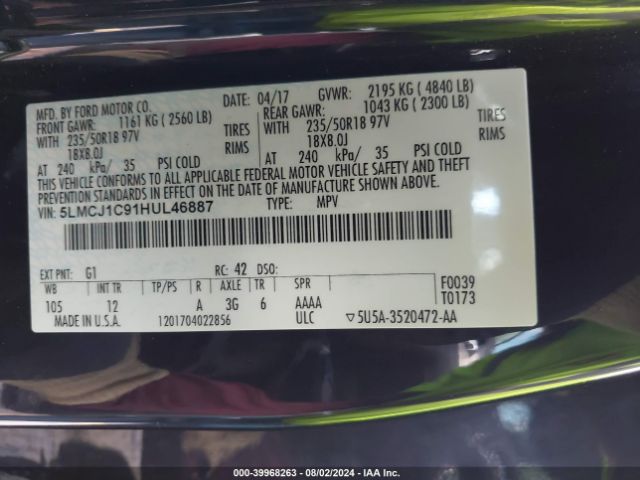 MFD. BY FORD MOTOR CO.
DATE: 04/17 GVWR: 2195 KG ( 4840 LB)
FRONT GAWR: 1161 KG ( 2560 LB) REAR GAWR: 1043 KG ( 2300 LB)
WITH 235/50R18 97V TIRES WITH 235/50R18 97V TIRES
18X8.0J RIMS 18X8.0J RIMS
AT 240 kPa/ 35 PSI COLD AT 240 kPa/ 35 PSI COLD
THIS VEHICLE CONFORMS TO ALL APPLICABLE FEDERAL MOTOR VEHICLE SAFETY AND THEFT
PREVENTION STANDARDS IN EFFECT ON THE DATE OF MANUFACTURE SHOWN ABOVE.
VIN: 5LMCJ1C91HUL46887 TYPE: MPV
EXT PNT: G1 RC: 42 DSO: F0039
WB INT TR TP/PS R AXLE TR SPR T0173
105 12 A 3G 6 AAAA
MADE IN U.S.A. 1201704022856 ULC ▽5U5A-3520472-AA
000-39968263 - 08/02/2024 - IAA Inc.